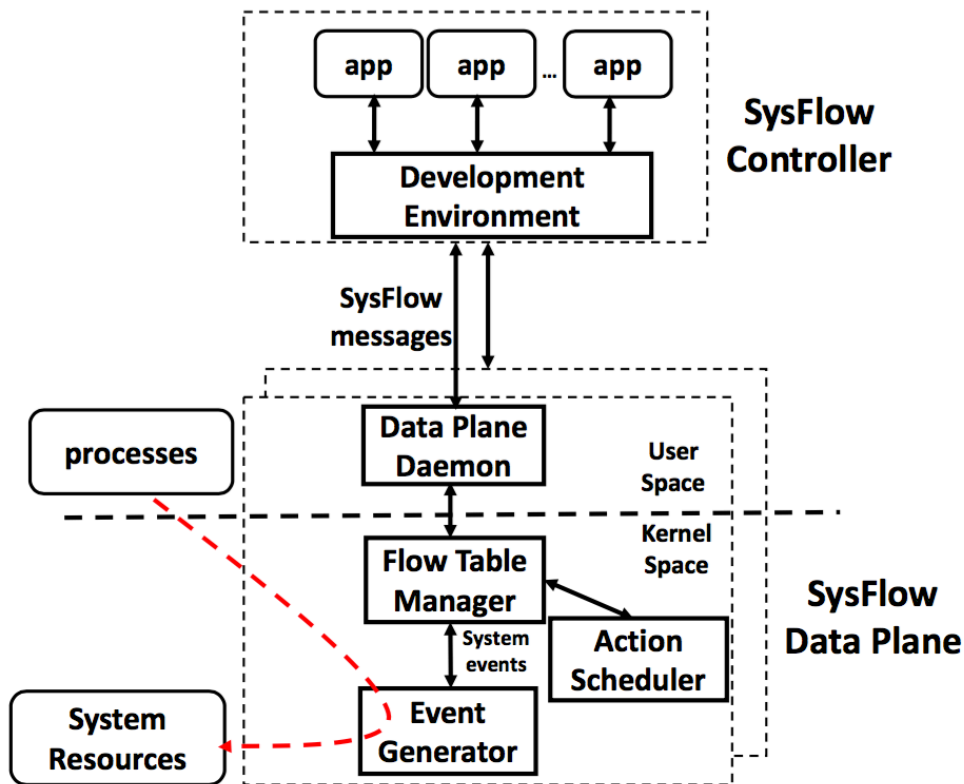 app
app
...
app
SysFlow
Controller
Development
Environment
SysFlow
messages
Data Plane
Daemon
processes
User
Space
Kernel
Space
Flow Table
Manager
SysFlow
Data Plane
System
events
Action
Scheduler
System
Resources
Event
Generator